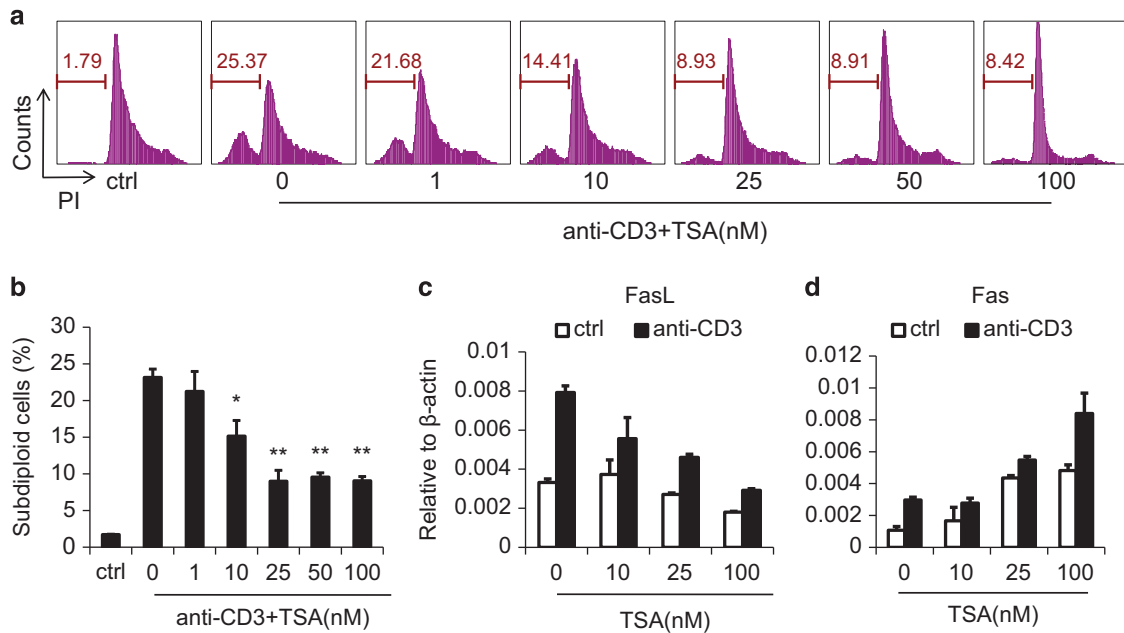 a
1.79 25.37 21.68 14.41 8.93 8.91 8.42
Counts
PI
ctrl 0 1 10 25 50 100
anti-CD3+TSA(nM)
b
Subdiploid cells (%)
30
25
20
15
10
5
0
* ** ** **
ctrl 0 1 10 25 50 100
anti-CD3+TSA(nM)
c
FasL
ctrl anti-CD3
Relative to β-actin
0.01
0.008
0.006
0.004
0.002
0
0 10 25 100
TSA(nM)
d
Fas
ctrl anti-CD3
0.012
0.01
0.008
0.006
0.004
0.002
0
0 10 25 100
TSA(nM)